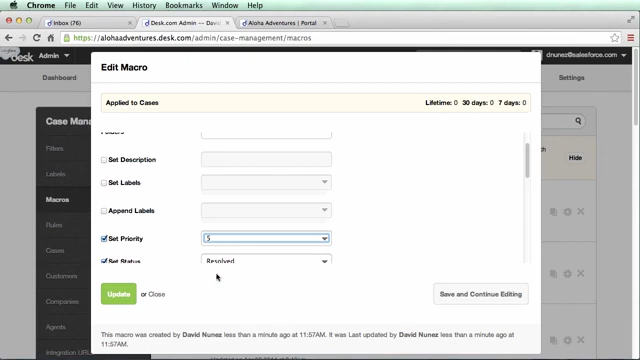 Chrome File Edit View History Bookmarks Window Help
Inbox (76) Desk.com Admin -- Davi Aloha Adventures | Portal
https://alohaadventures.desk.com/admin/case-management/macros
desk Admin dnunez@salesforce.com
Dashboard Settings
Edit Macro
Case Man
Applied to Cases Lifetime: 0 30 days: 0 7 days: 0
Filters
Hide
Set Description
Labels
Set Labels
Macros
Append Labels
Rules
Set Priority 5
Cases
Set Status Resolved
Customers
Update or Close Save and Continue Editing
Companies
Agents
This macro was created by David Nunez less than a minute ago at 11:57AM. It was Last updated by David Nunez less than a minute ago at
11:57AM.
Integration URL